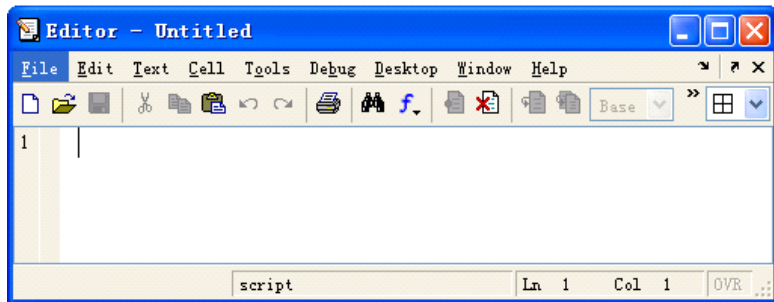 Editor - Untitled
File Edit Text Cell Tools Debug Desktop Window Help
Base
1
script Ln 1 Col 1 OVR